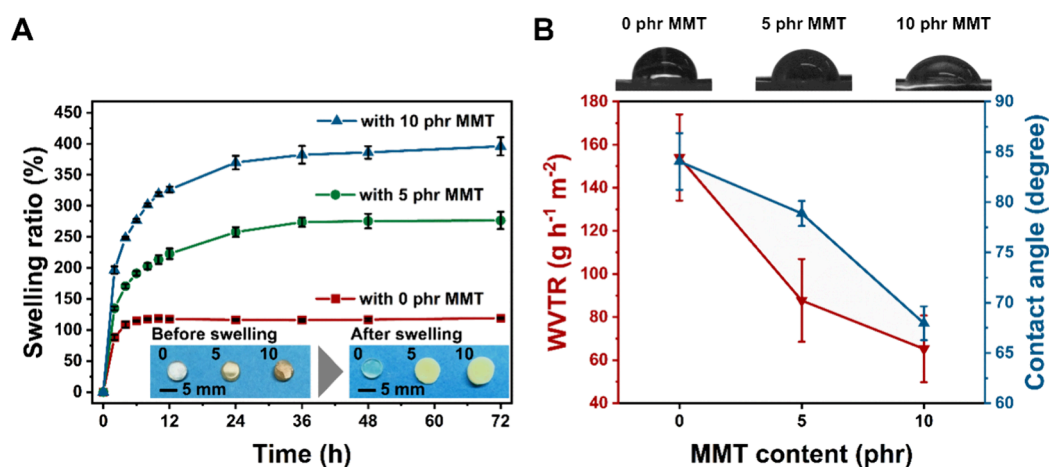 A
Swelling ratio (%)
450
400
350
300
250
200
150
100
50
0
with 10 phr MMT
with 5 phr MMT
with 0 phr MMT
Before swelling
0 5 10
5 mm
After swelling
0 5 10
5 mm
0 12 24 36 48 60 72
Time (h)
B
0 phr MMT 5 phr MMT 10 phr MMT
WVTR (g h⁻¹ m⁻²)
180
160
140
120
100
80
60
40
90
85
80
75
70
65
60
Contact angle (degree)
0 5 10
MMT content (phr)